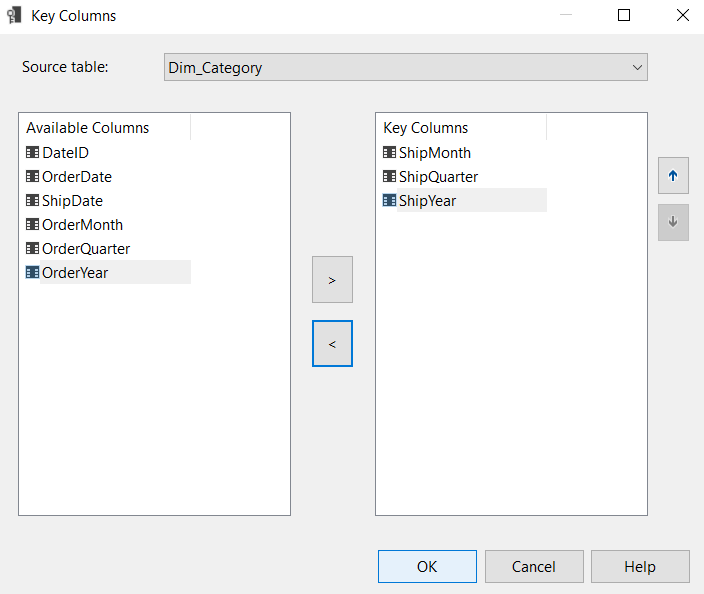 Key Columns
Source table:
Dim_Category
Available Columns
DateID
OrderDate
ShipDate
OrderMonth
OrderQuarter
OrderYear
>
<
Key Columns
ShipMonth
ShipQuarter
ShipYear
OK
Cancel
Help